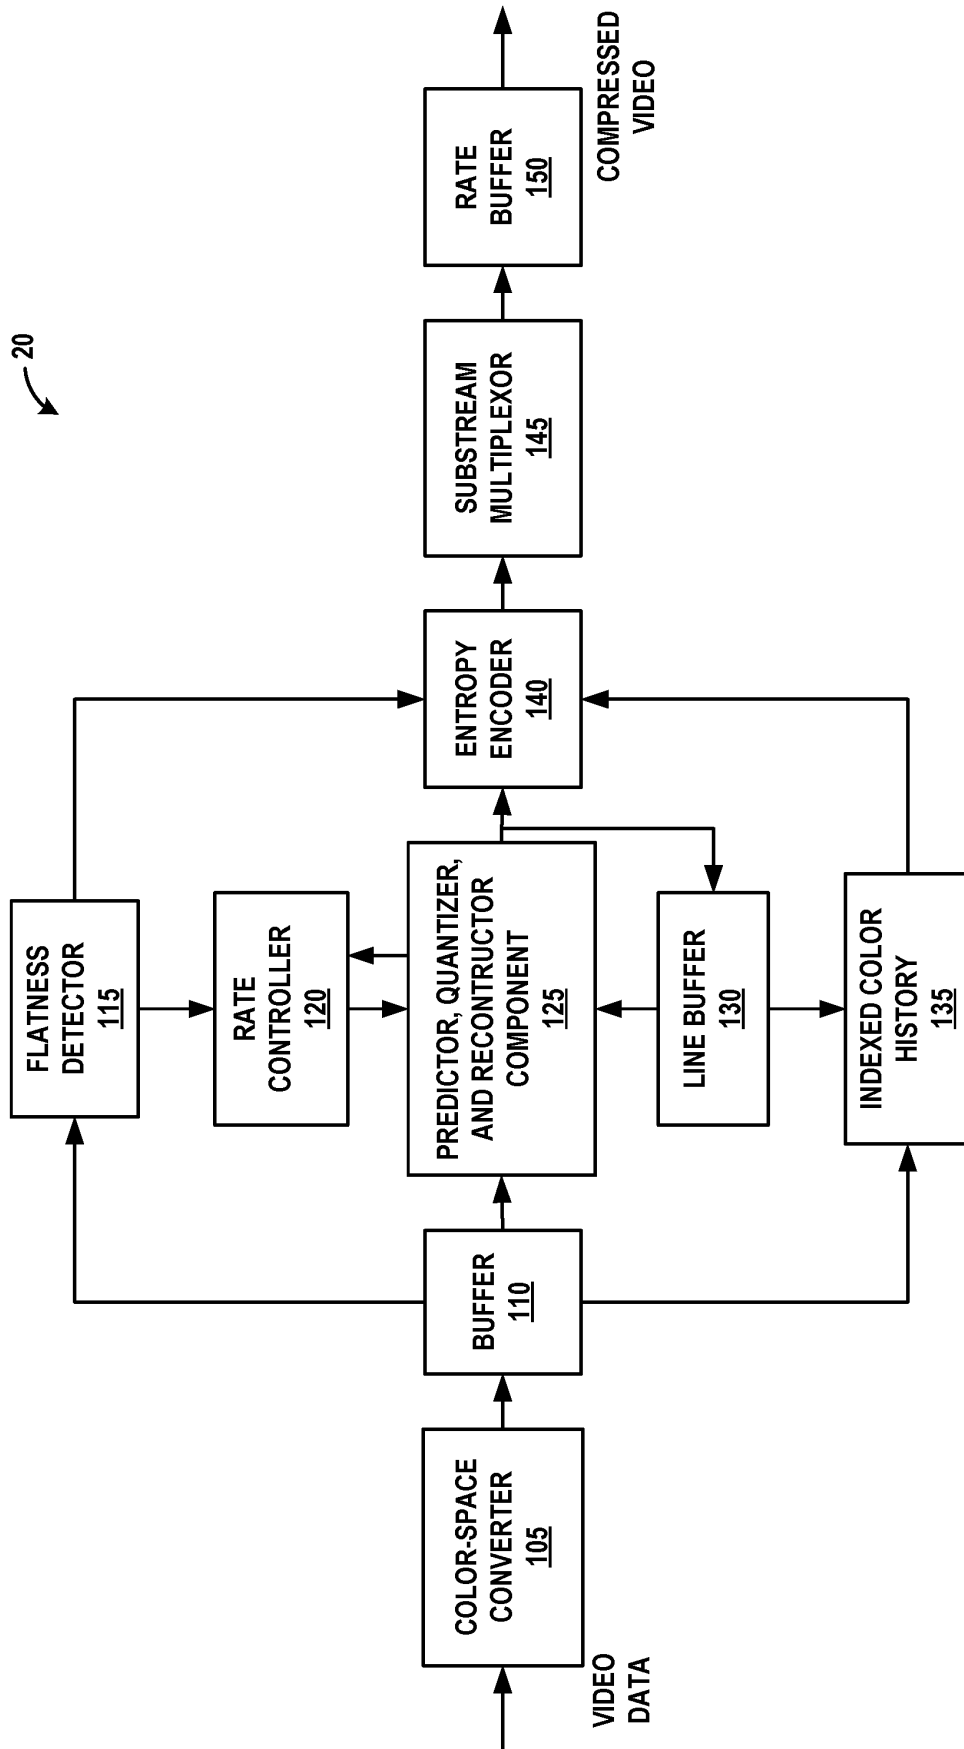 20
VIDEO
DATA
COLOR-SPACE
CONVERTER
105
BUFFER
110
FLATNESS
DETECTOR
115
RATE
CONTROLLER
120
PREDICTOR, QUANTIZER,
AND RECONTRUCTOR
COMPONENT
125
LINE BUFFER
130
INDEXED COLOR
HISTORY
135
ENTROPY
ENCODER
140
SUBSTREAM
MULTIPLEXOR
145
RATE
BUFFER
150
COMPRESSED
VIDEO